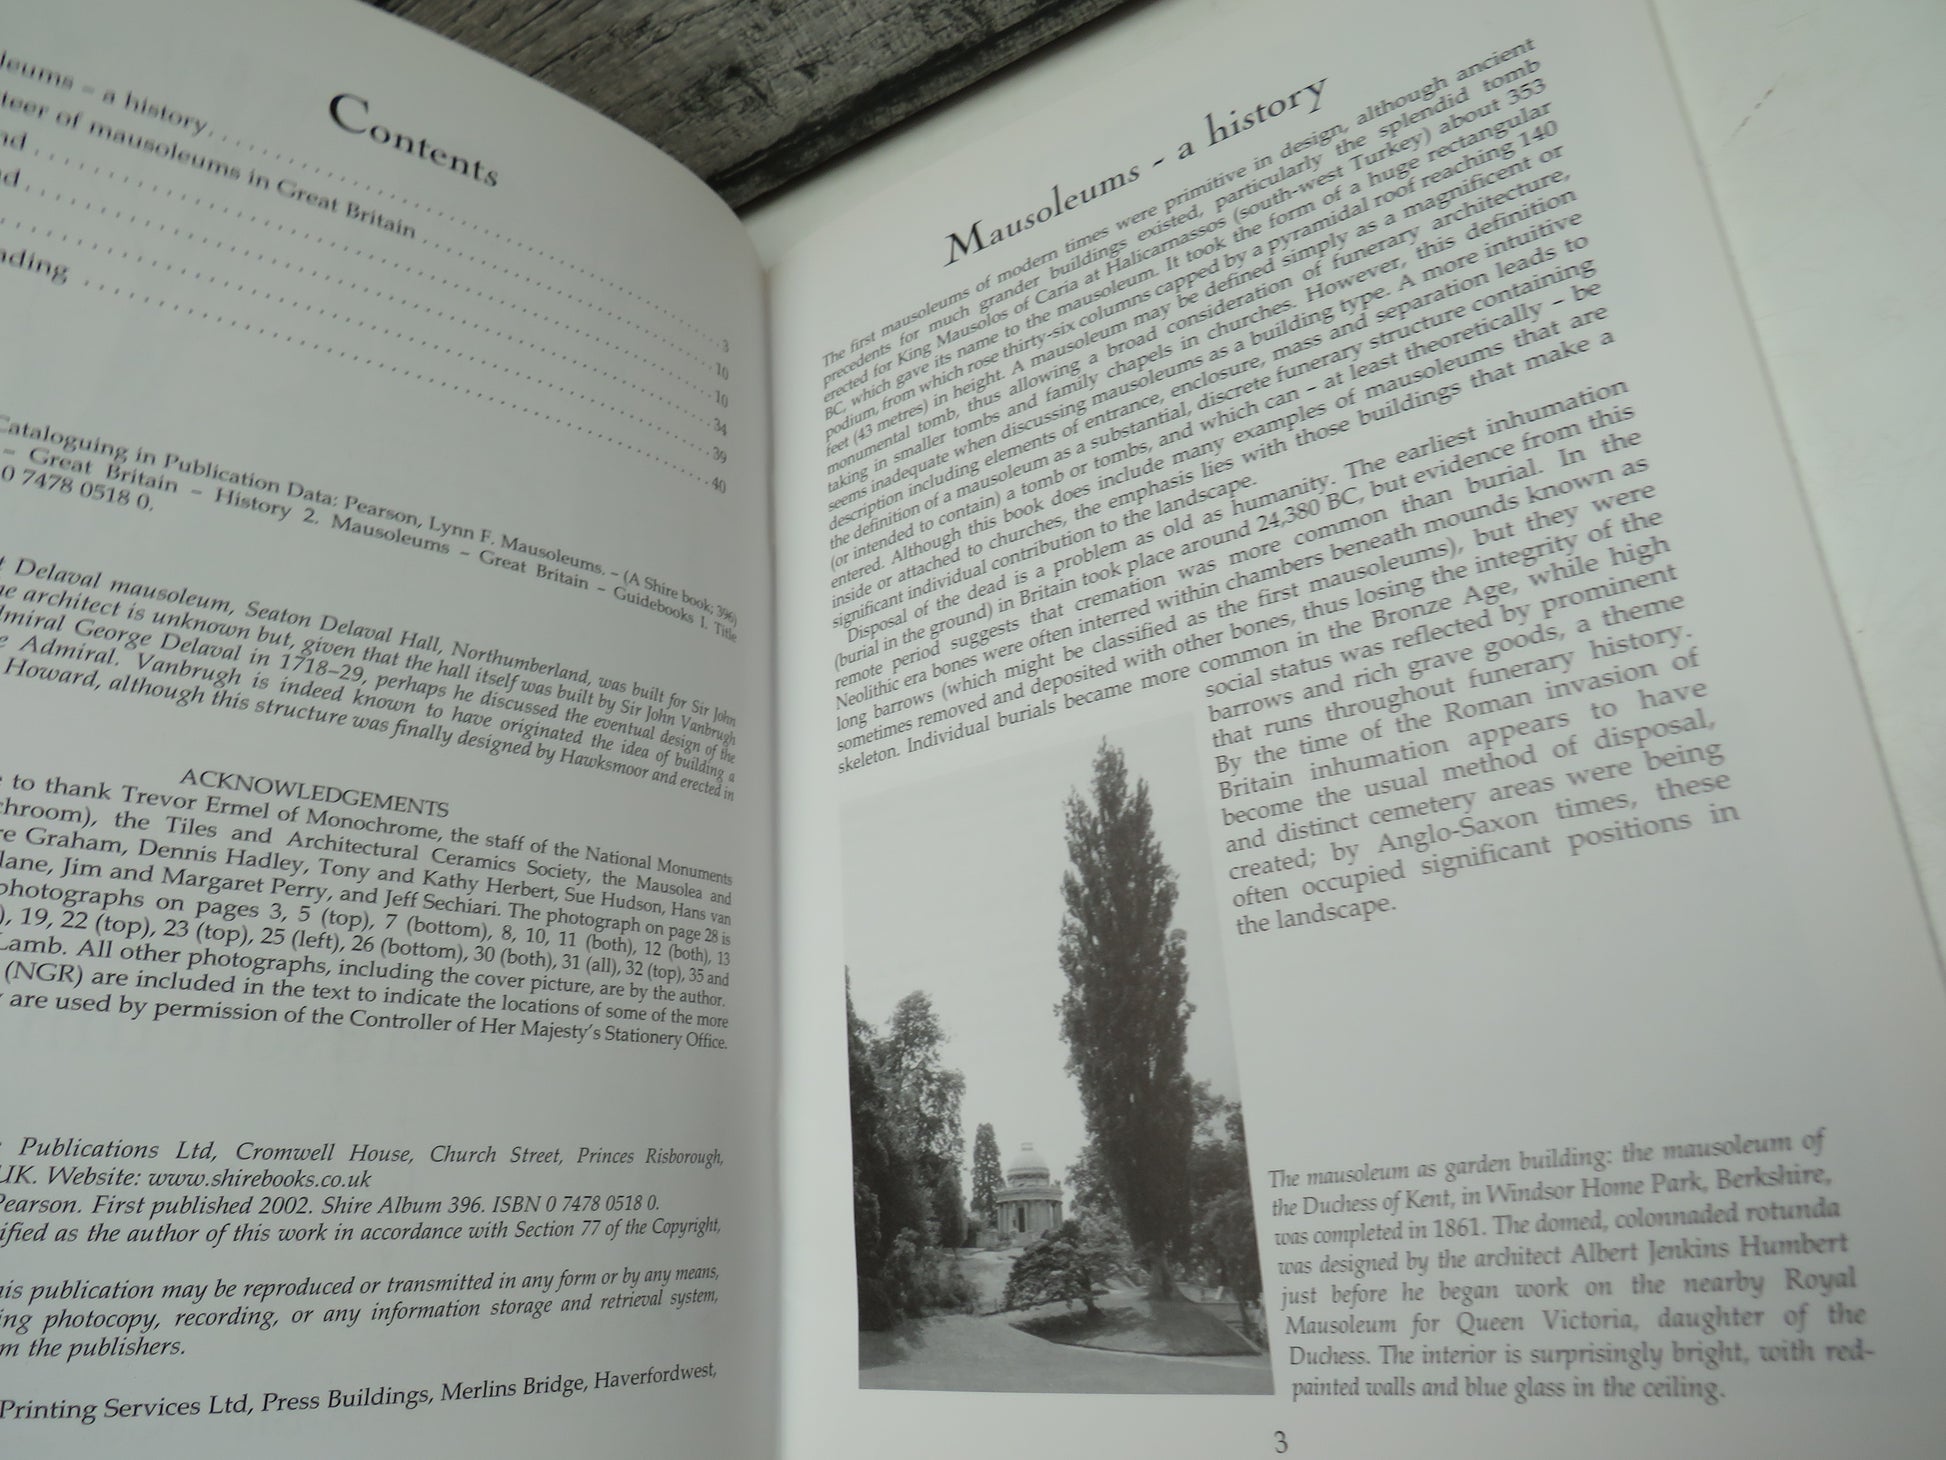 Contents
leums – a history
teer of mausoleums in Great Britain
nd
nd
ding
3
10
10
34
39
40
Cataloguing in Publication Data: Pearson, Lynn F. Mausoleums. – (A Shire book; 396)
– Great Britain – History 2. Mausoleums – Great Britain – Guidebooks I. Title
0 7478 0518 0.
t Delaval mausoleum, Seaton Delaval Hall, Northumberland, was built for Sir John
he architect is unknown but, given that the hall itself was built by Sir John Vanbrugh
dmiral George Delaval in 1718–29, perhaps he discussed the eventual design of the
e Admiral. Vanbrugh is indeed known to have originated the idea of building a
Howard, although this structure was finally designed by Hawksmoor and erected in
ACKNOWLEDGEMENTS
e to thank Trevor Ermel of Monochrome, the staff of the National Monuments
chroom), the Tiles and Architectural Ceramics Society, the Mausolea and
re Graham, Dennis Hadley, Tony and Kathy Herbert, Sue Hudson, Hans van
lane, Jim and Margaret Perry, and Jeff Sechiari. The photograph on page 28 is
photographs on pages 3, 5 (top), 7 (bottom), 8, 10, 11 (both), 12 (both), 13
), 19, 22 (top), 23 (top), 25 (left), 26 (bottom), 30 (both), 31 (all), 32 (top), 35 and
Lamb. All other photographs, including the cover picture, are by the author.
(NGR) are included in the text to indicate the locations of some of the more
y are used by permission of the Controller of Her Majesty's Stationery Office.
Publications Ltd, Cromwell House, Church Street, Princes Risborough,
UK. Website: www.shirebooks.co.uk
Pearson. First published 2002. Shire Album 396. ISBN 0 7478 0518 0.
ified as the author of this work in accordance with Section 77 of the Copyright,
his publication may be reproduced or transmitted in any form or by any means,
ing photocopy, recording, or any information storage and retrieval system,
m the publishers.
Printing Services Ltd, Press Buildings, Merlins Bridge, Haverfordwest,
Mausoleums - a history
The first mausoleums of modern times were primitive in design, although ancient
precedents for much grander buildings existed, particularly the splendid tomb
erected for King Mausolos of Caria at Halicarnassos (south-west Turkey) about 353
BC, which gave its name to the mausoleum. It took the form of a huge rectangular
podium, from which rose thirty-six columns capped by a pyramidal roof reaching 140
feet (43 metres) in height. A mausoleum may be defined simply as a magnificent or
monumental tomb, thus allowing a broad consideration of funerary architecture,
taking in smaller tombs and family chapels in churches. However, this definition
seems inadequate when discussing mausoleums as a building type. A more intuitive
description including elements of entrance, enclosure, mass and separation leads to
the definition of a mausoleum as a substantial, discrete funerary structure containing
(or intended to contain) a tomb or tombs, and which can – at least theoretically – be
entered. Although this book does include many examples of mausoleums that are
inside or attached to churches, the emphasis lies with those buildings that make a
significant individual contribution to the landscape.
Disposal of the dead is a problem as old as humanity. The earliest inhumation
(burial in the ground) in Britain took place around 24,380 BC, but evidence from this
remote period suggests that cremation was more common than burial. In the
Neolithic era bones were often interred within chambers beneath mounds known as
long barrows (which might be classified as the first mausoleums), but they were
sometimes removed and deposited with other bones, thus losing the integrity of the
skeleton. Individual burials became more common in the Bronze Age, while high
social status was reflected by prominent
barrows and rich grave goods, a theme
that runs throughout funerary history.
By the time of the Roman invasion of
Britain inhumation appears to have
become the usual method of disposal,
and distinct cemetery areas were being
created; by Anglo-Saxon times, these
often occupied significant positions in
the landscape.
The mausoleum as garden building: the mausoleum of
the Duchess of Kent, in Windsor Home Park, Berkshire,
was completed in 1861. The domed, colonnaded rotunda
was designed by the architect Albert Jenkins Humbert
just before he began work on the nearby Royal
Mausoleum for Queen Victoria, daughter of the
Duchess. The interior is surprisingly bright, with red-
painted walls and blue glass in the ceiling.
3